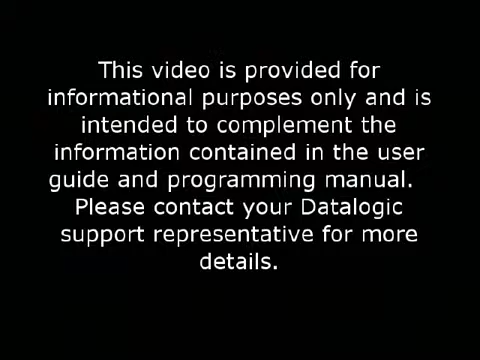 This video is provided for
informational purposes only and is
intended to complement the
information contained in the user
guide and programming manual.
Please contact your Datalogic
support representative for more
details.